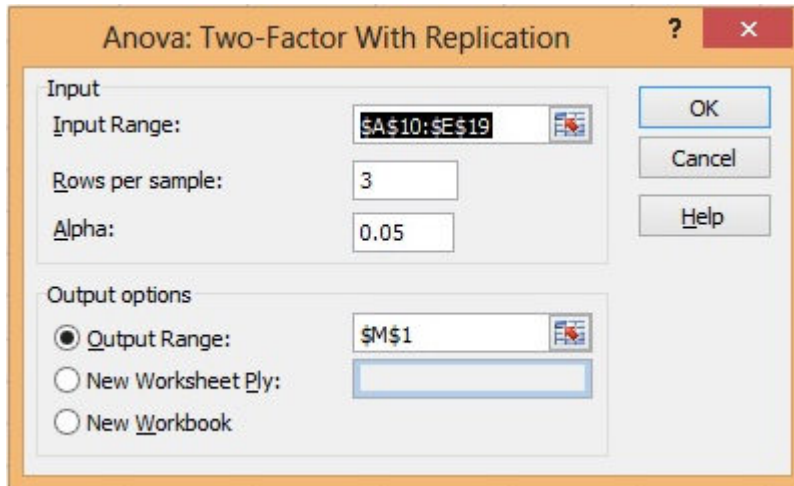 Anova: Two-Factor With Replication ? ×
Input
Input Range: $A$10:$E$19
Rows per sample: 3
Alpha: 0.05
OK
Cancel
Help
Output options
Output Range: $M$1
New Worksheet Ply:
New Workbook